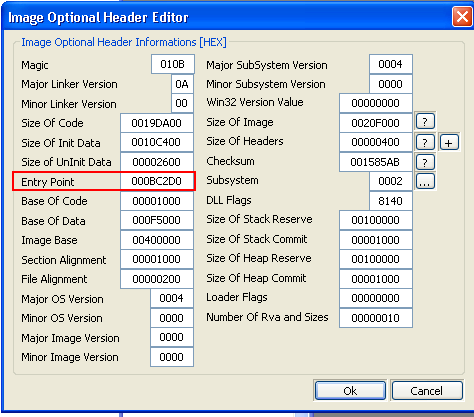 Image Optional Header Editor
Image Optional Header Informations [HEX]
Magic 010B
Major Linker Version 0A
Minor Linker Version 00
Size Of Code 0019DA00
Size Of Init Data 0010C400
Size of UnInit Data 00002600
Entry Point 000BC2D0
Base Of Code 00001000
Base Of Data 000F5000
Image Base 00400000
Section Alignment 00001000
File Alignment 00000200
Major OS Version 0004
Minor OS Version 0000
Major Image Version 0000
Minor Image Version 0000
Major SubSystem Version 0004
Minor Subsystem Version 0000
Win32 Version Value 00000000
Size Of Image 0020F000 ?
Size Of Headers 00000400 ? +
Checksum 001585AB ?
Subsystem 0002 ...
DLL Flags 8140
Size Of Stack Reserve 00100000
Size Of Stack Commit 00001000
Size Of Heap Reserve 00100000
Size Of Heap Commit 00001000
Loader Flags 00000000
Number Of Rva and Sizes 00000010
Ok Cancel